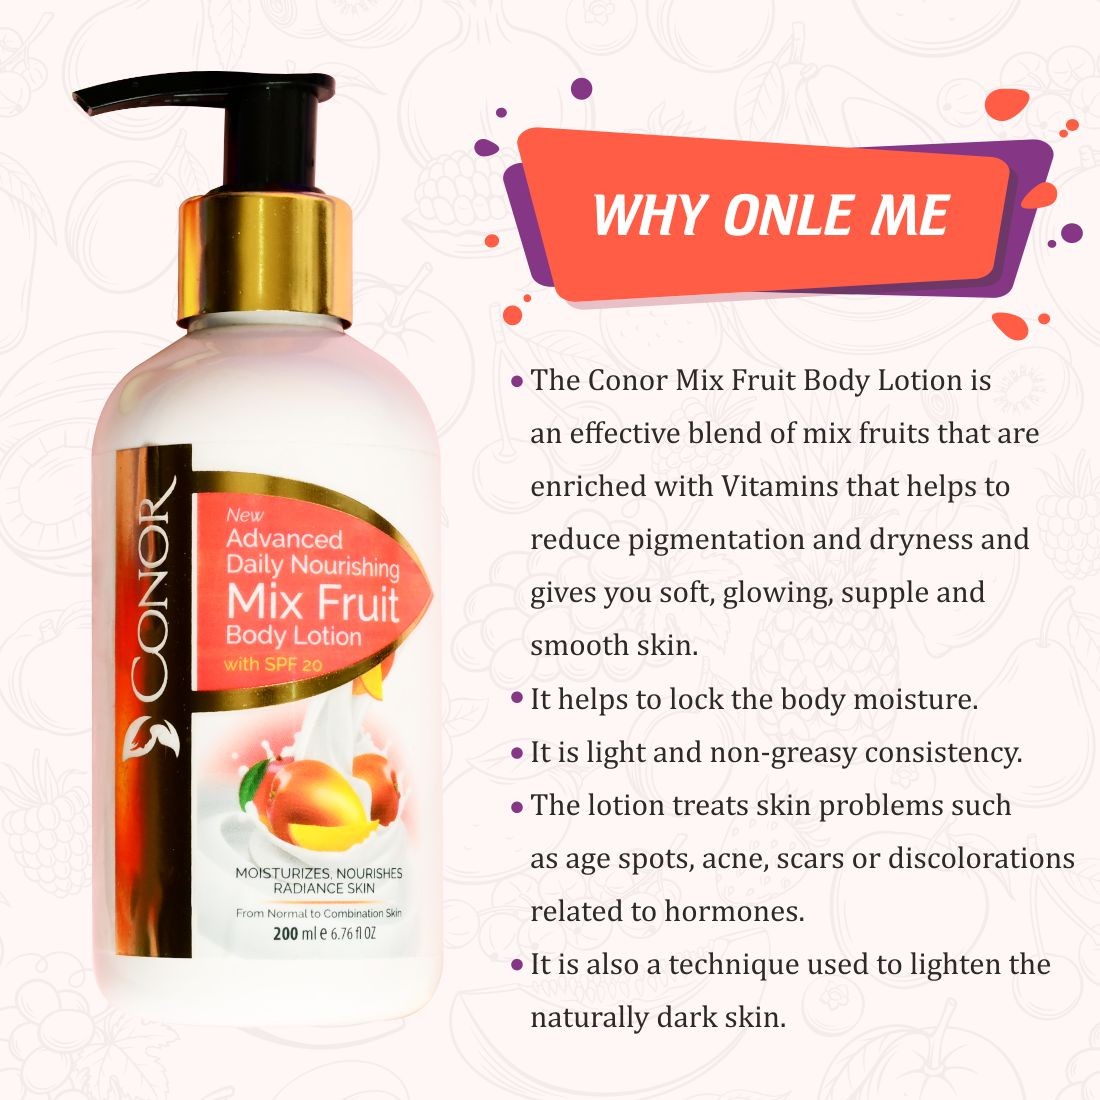 WHY ONLE ME
The Conor Mix Fruit Body Lotion is
an effective blend of mix fruits that are
enriched with Vitamins that helps to
reduce pigmentation and dryness and
gives you soft, glowing, supple and
smooth skin.
It helps to lock the body moisture.
It is light and non-greasy consistency.
The lotion treats skin problems such
as age spots, acne, scars or discolorations
related to hormones.
It is also a technique used to lighten the
naturally dark skin.
CONOR
New
Advanced
Daily Nourishing
Mix Fruit
Body Lotion
with SPF 20
MOISTURIZES, NOURISHES
RADIANCE SKIN
From Normal to Combination Skin
200 ml e 6.76 fl OZ